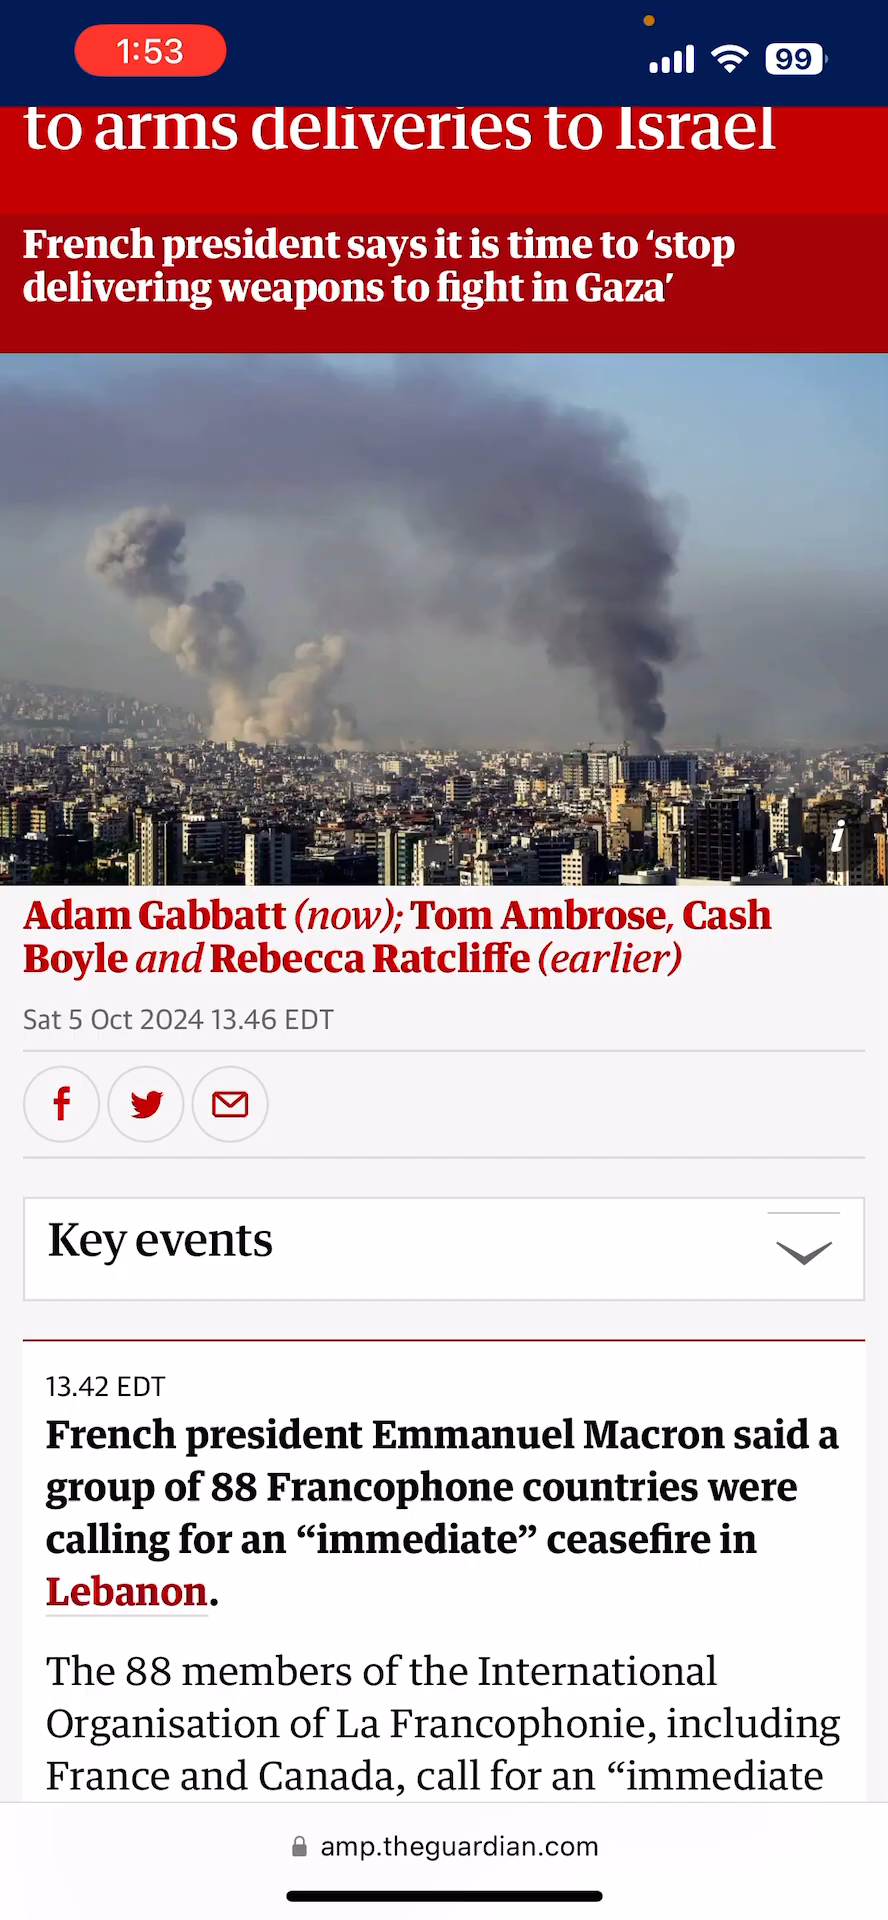 1:53
99
to arms deliveries to Israel
French president says it is time to ‘stop
delivering weapons to fight in Gaza’
i
Adam Gabbatt (now); Tom Ambrose, Cash
Boyle and Rebecca Ratcliffe (earlier)
Sat 5 Oct 2024 13.46 EDT
Key events
13.42 EDT
French president Emmanuel Macron said a
group of 88 Francophone countries were
calling for an “immediate” ceasefire in
Lebanon.
The 88 members of the International
Organisation of La Francophonie, including
France and Canada, call for an “immediate
amp.theguardian.com